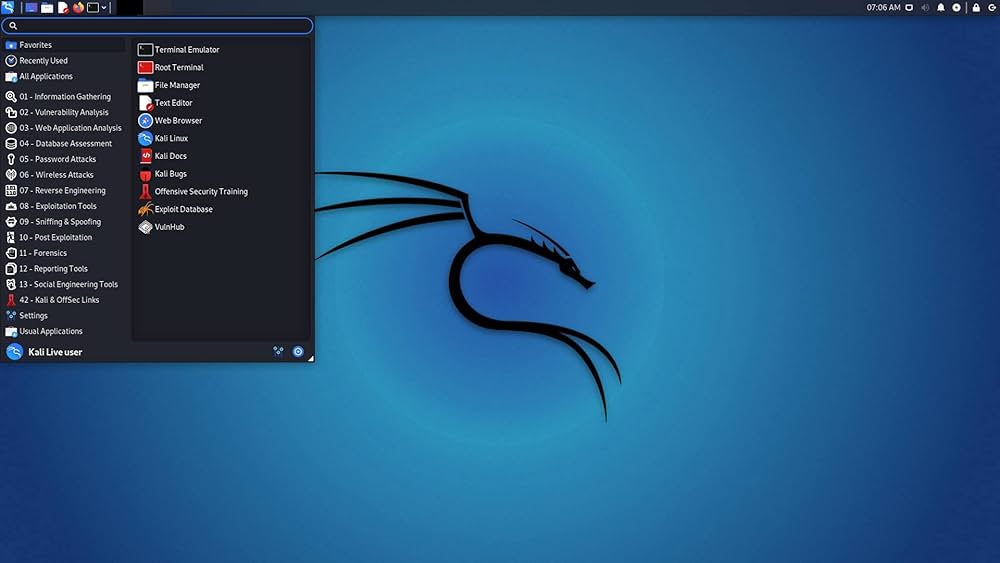 07:06 AM
Favorites
Recently Used
All Applications
01 - Information Gathering
02 - Vulnerability Analysis
03 - Web Application Analysis
04 - Database Assessment
05 - Password Attacks
06 - Wireless Attacks
07 - Reverse Engineering
08 - Exploitation Tools
09 - Sniffing & Spoofing
10 - Post Exploitation
11 - Forensics
12 - Reporting Tools
13 - Social Engineering Tools
42 - Kali & OffSec Links
Settings
Usual Applications
Terminal Emulator
Root Terminal
File Manager
Text Editor
Web Browser
Kali Linux
Kali Docs
Kali Bugs
Offensive Security Training
Exploit Database
VulnHub
Kali Live user